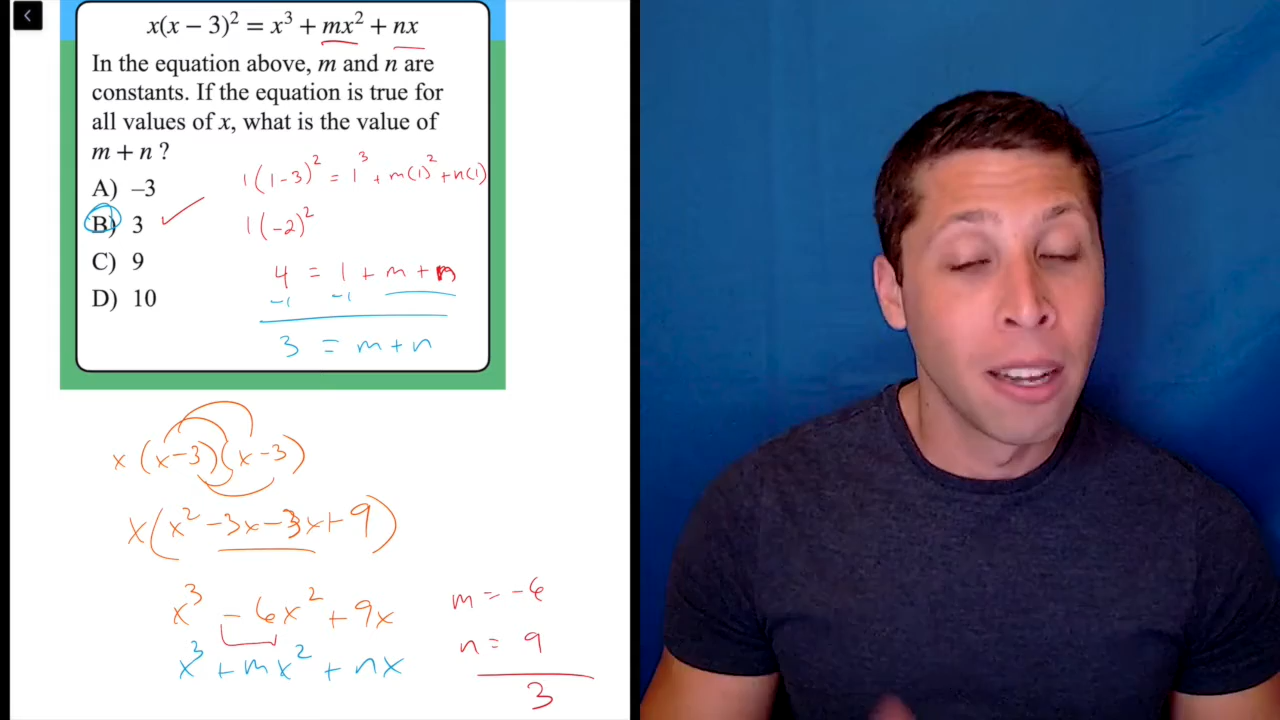 x(x − 3)² = x³ + mx² + nx
In the equation above, m and n are
constants. If the equation is true for
all values of x, what is the value of
m + n ?
A) –3
B) 3
C) 9
D) 10
1(1-3)² = 1³ + m(1)² + n(1)
1(-2)²
4 = 1 + m + n
-1 -1
3 = m + n
x(x-3)(x-3)
x(x² - 3x - 3x + 9)
x³ - 6x² + 9x
x³ + mx² + nx
m = -6
n = 9
3